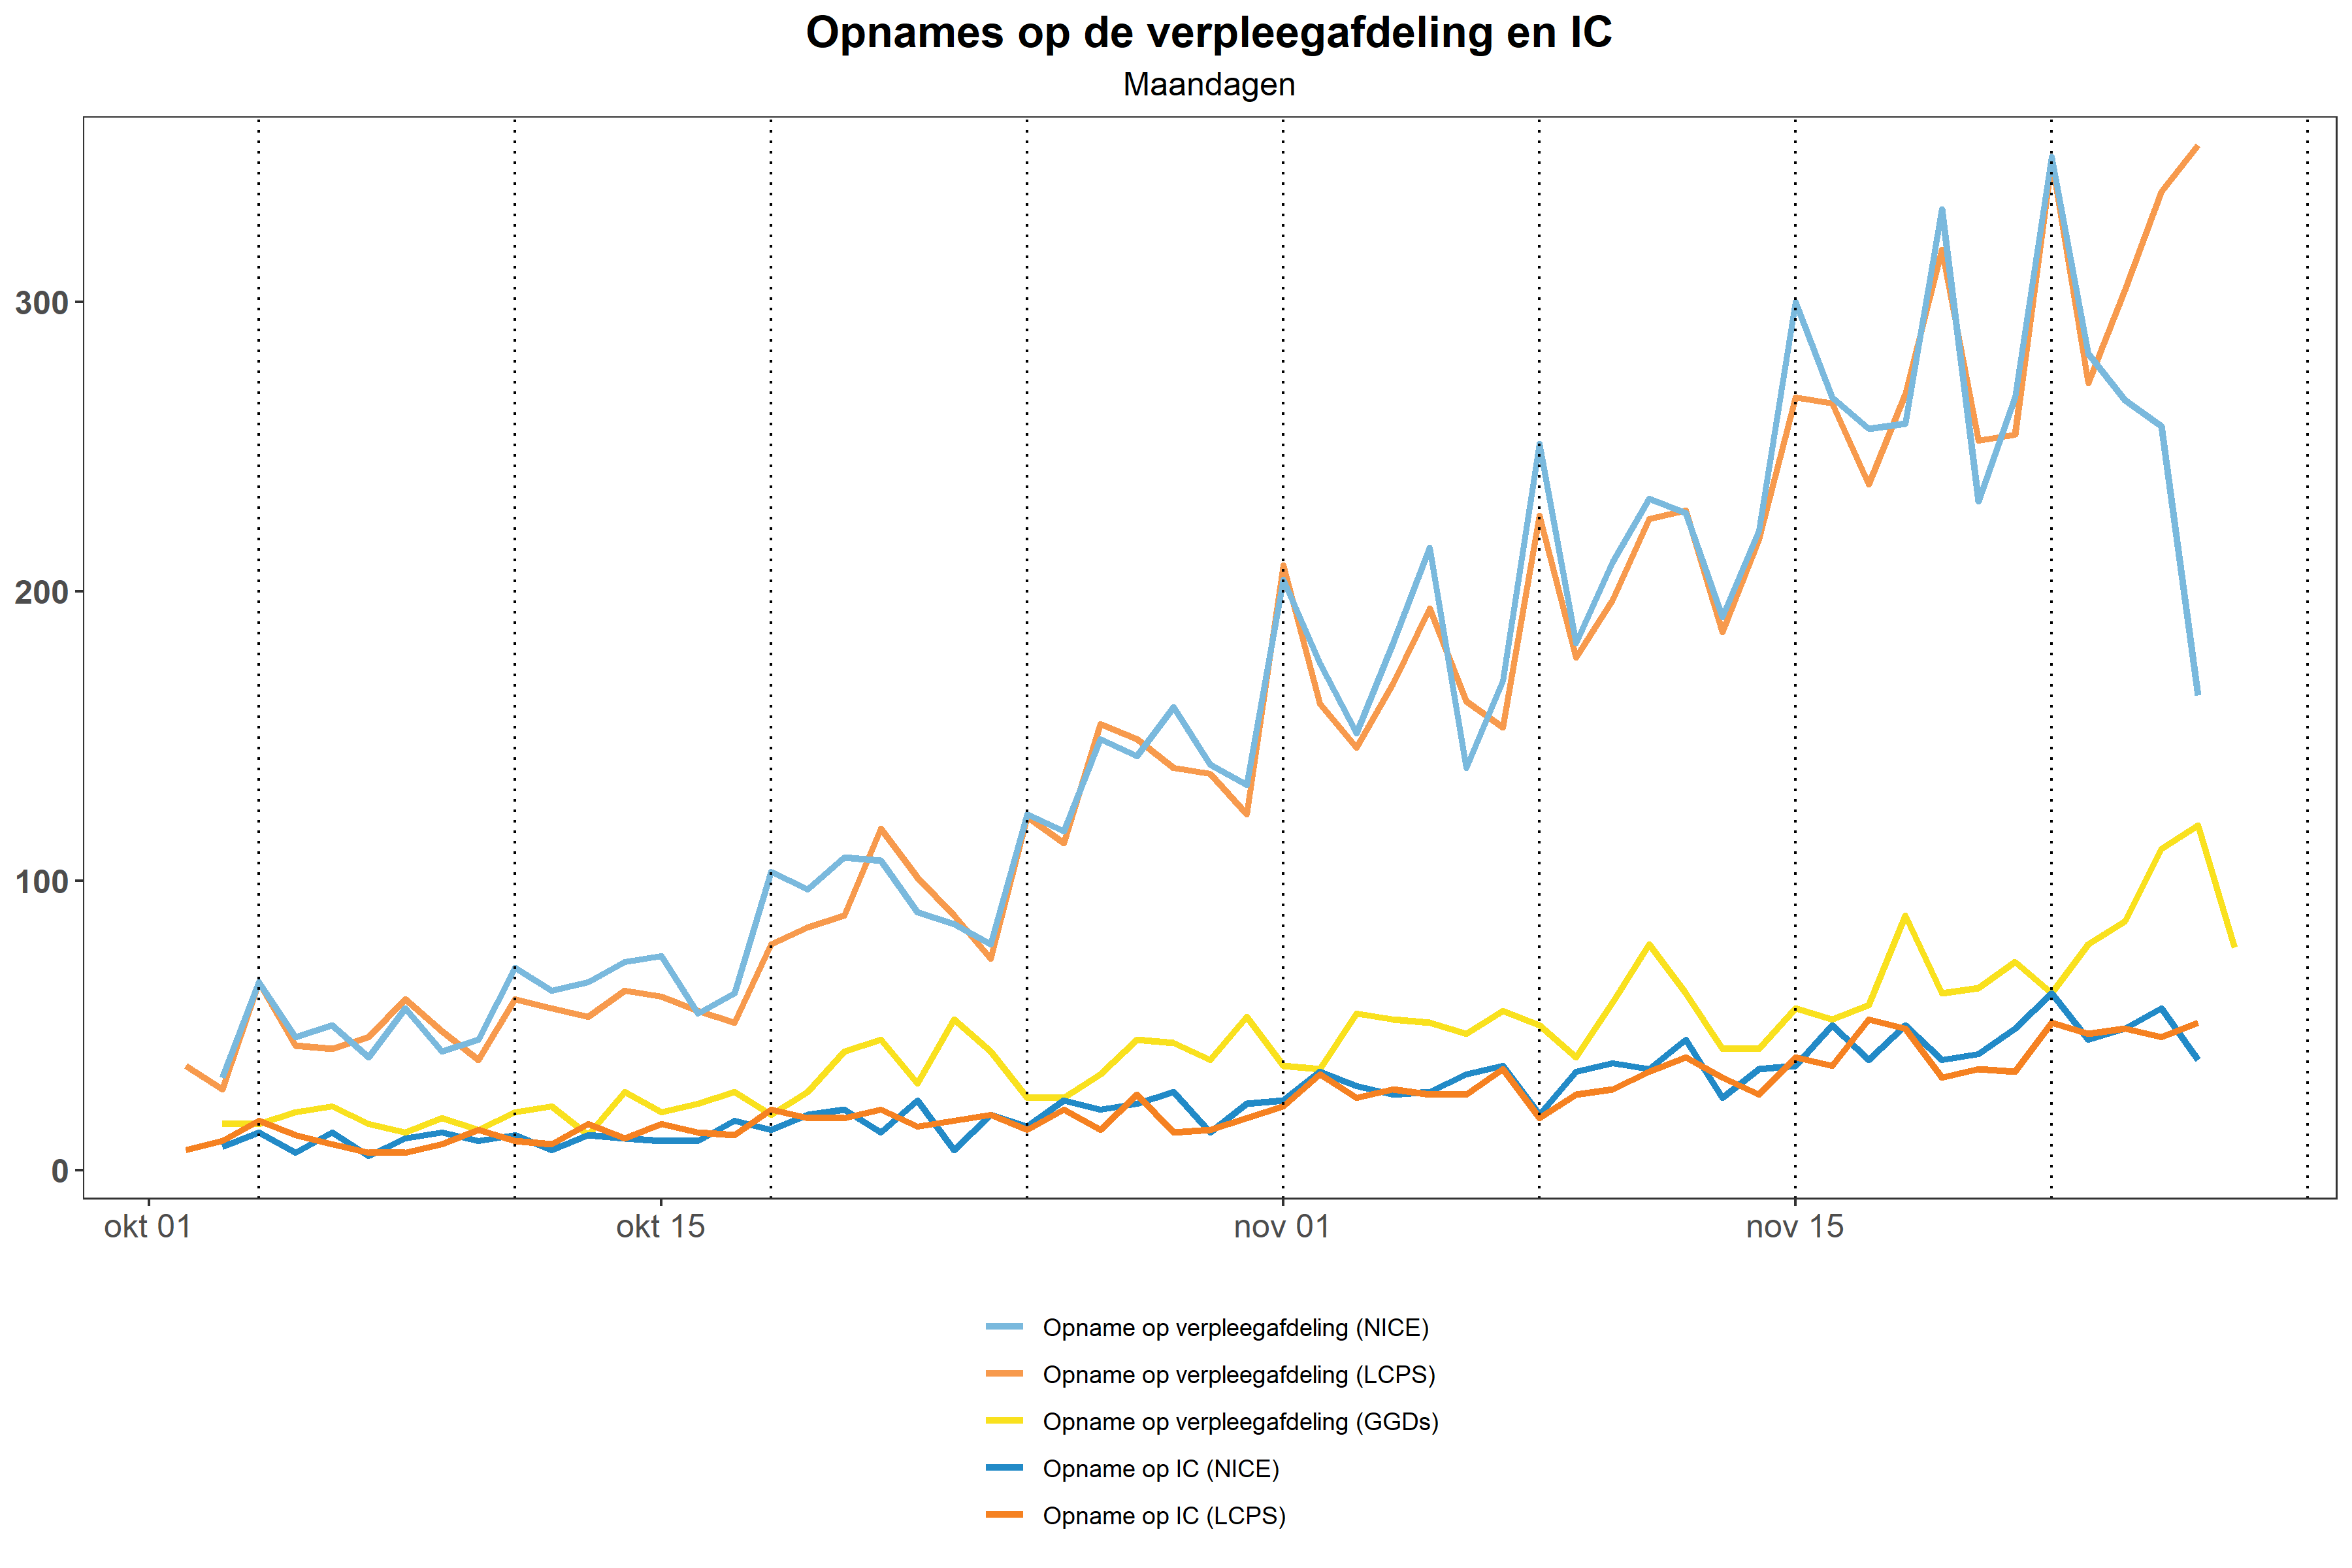 Opnames op de verpleegafdeling en IC
Maandagen
300
200
100
0
okt 01 okt 15 nov 01 nov 15
Opname op verpleegafdeling (NICE)
Opname op verpleegafdeling (LCPS)
Opname op verpleegafdeling (GGDs)
Opname op IC (NICE)
Opname op IC (LCPS)